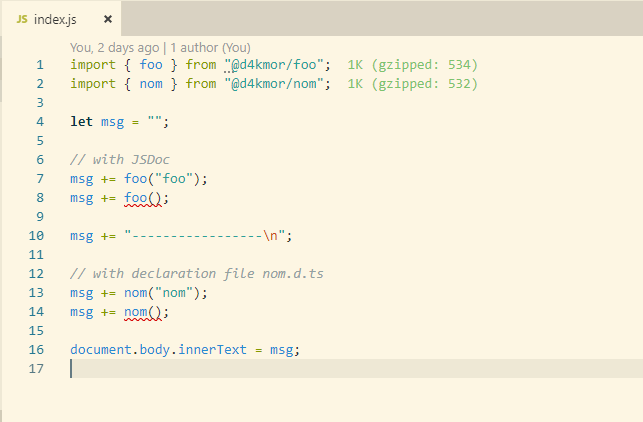 JS index.js ×
You, 2 days ago | 1 author (You)
1 import { foo } from "@d4kmor/foo"; 1K (gzipped: 534)
2 import { nom } from "@d4kmor/nom"; 1K (gzipped: 532)
3
4 let msg = "";
5
6 // with JSDoc
7 msg += foo("foo");
8 msg += foo();
9
10 msg += "-----------------\n";
11
12 // with declaration file nom.d.ts
13 msg += nom("nom");
14 msg += nom();
15
16 document.body.innerText = msg;
17